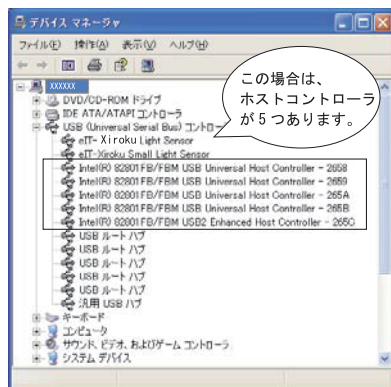 デバイス マネージャ
ファイル(F) 操作(A) 表示(V) ヘルプ(H)
この場合は、
ホストコントローラ
が5つあります。
XXXXXX
DVD/CD-ROM ドライブ
IDE ATA/ATAPI コントローラ
USB (Universal Serial Bus) コントロー
eIT- Xiroku Light Sensor
eIT-Xiroku Small Light Sensor
Intel(R) 82801FB/FBM USB Universal Host Controller - 2658
Intel(R) 82801FB/FBM USB Universal Host Controller - 2659
Intel(R) 82801FB/FBM USB Universal Host Controller - 265A
Intel(R) 82801FB/FBM USB Universal Host Controller - 265B
Intel(R) 82801FB/FBM USB2 Enhanced Host Controller - 265C
USB ルート ハブ
USB ルート ハブ
USB ルート ハブ
USB ルート ハブ
USB ルート ハブ
汎用 USB ハブ
キーボード
コンピュータ
サウンド、ビデオ、およびゲーム コントローラ
システム デバイス